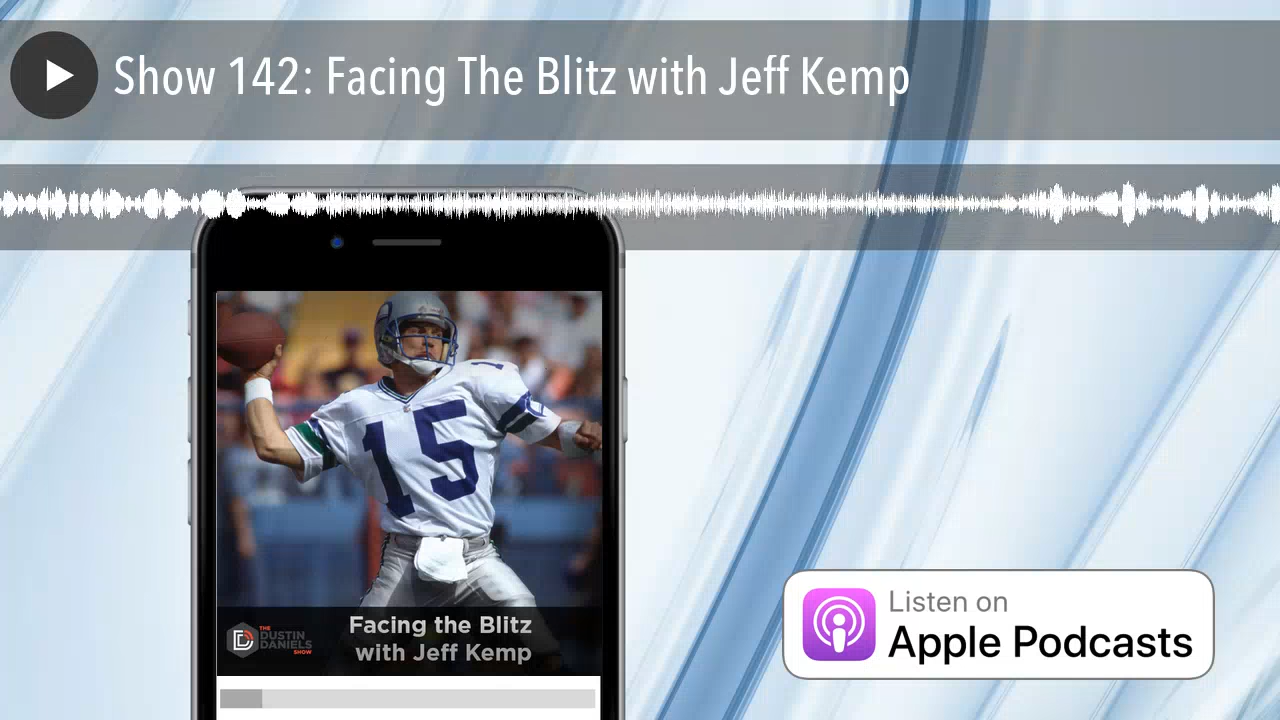 Show 142: Facing The Blitz with Jeff Kemp
15
THE
DUSTIN
DANIELS
SHOW
Facing the Blitz
with Jeff Kemp
Listen on
Apple Podcasts